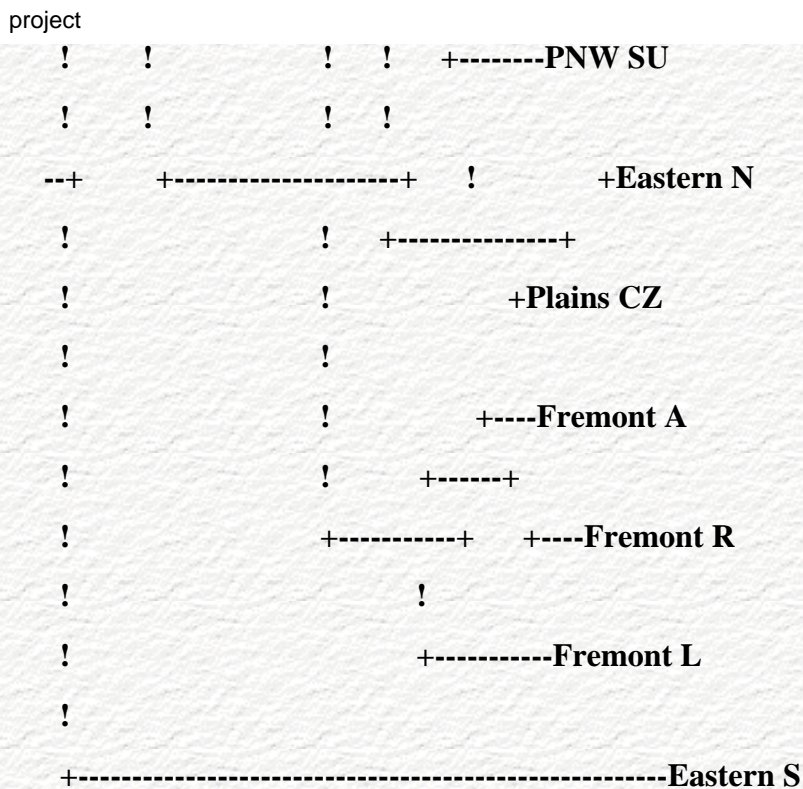 project
! ! ! ! +--------PNW SU
! ! ! !
--+ +---------------------+ ! +Eastern N
! ! +---------------+
! ! +Plains CZ
! !
! ! +----Fremont A
! ! +------+
! +-----------+ +----Fremont R
! !
! +-----------Fremont L
!
+-------------------------------------------------------Eastern S